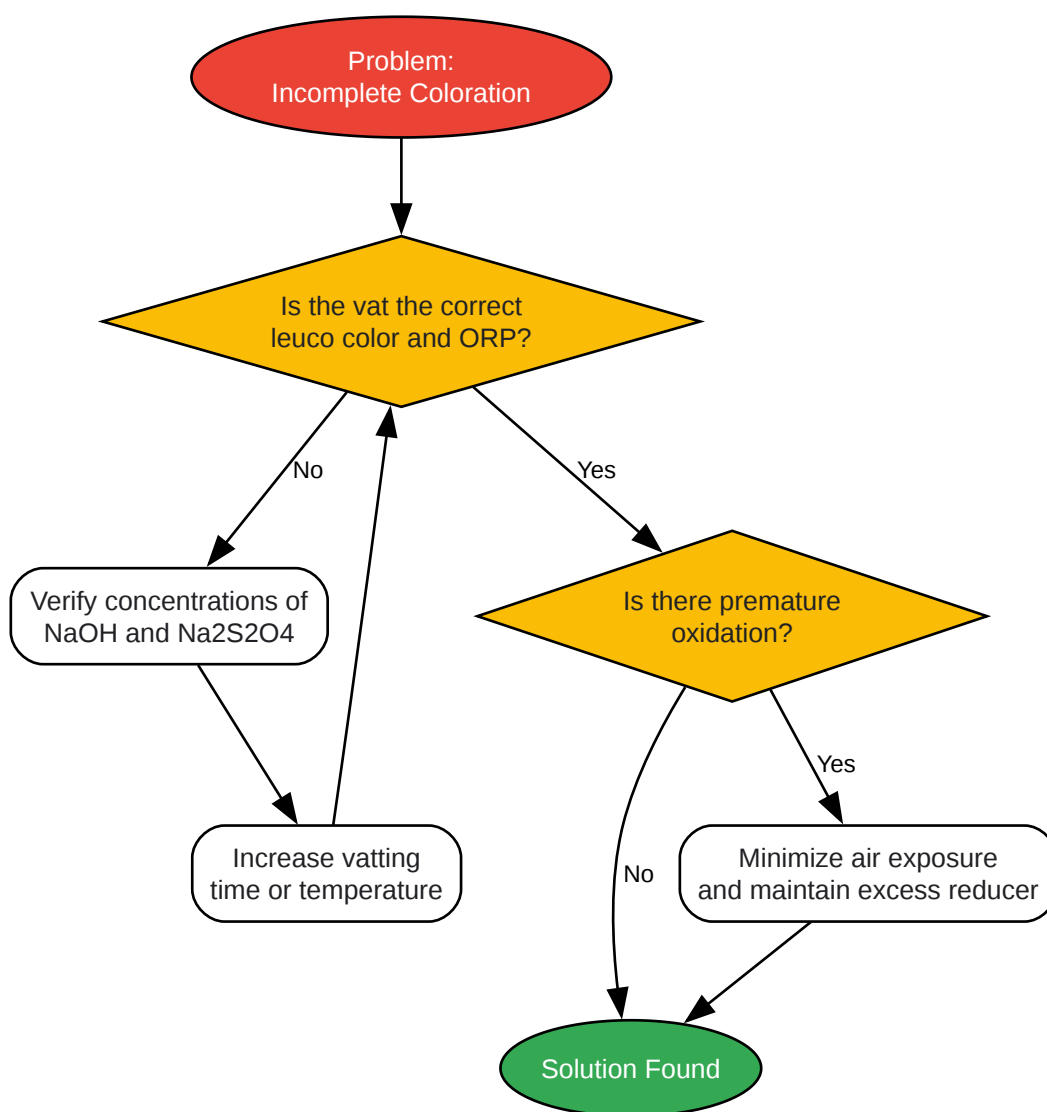 Problem:
Incomplete Coloration
Is the vat the correct
leuco color and ORP?
No
Yes
Verify concentrations of
NaOH and Na2S2O4
Is there premature
oxidation?
Yes
Increase vatting
time or temperature
No
Minimize air exposure
and maintain excess reducer
Solution Found